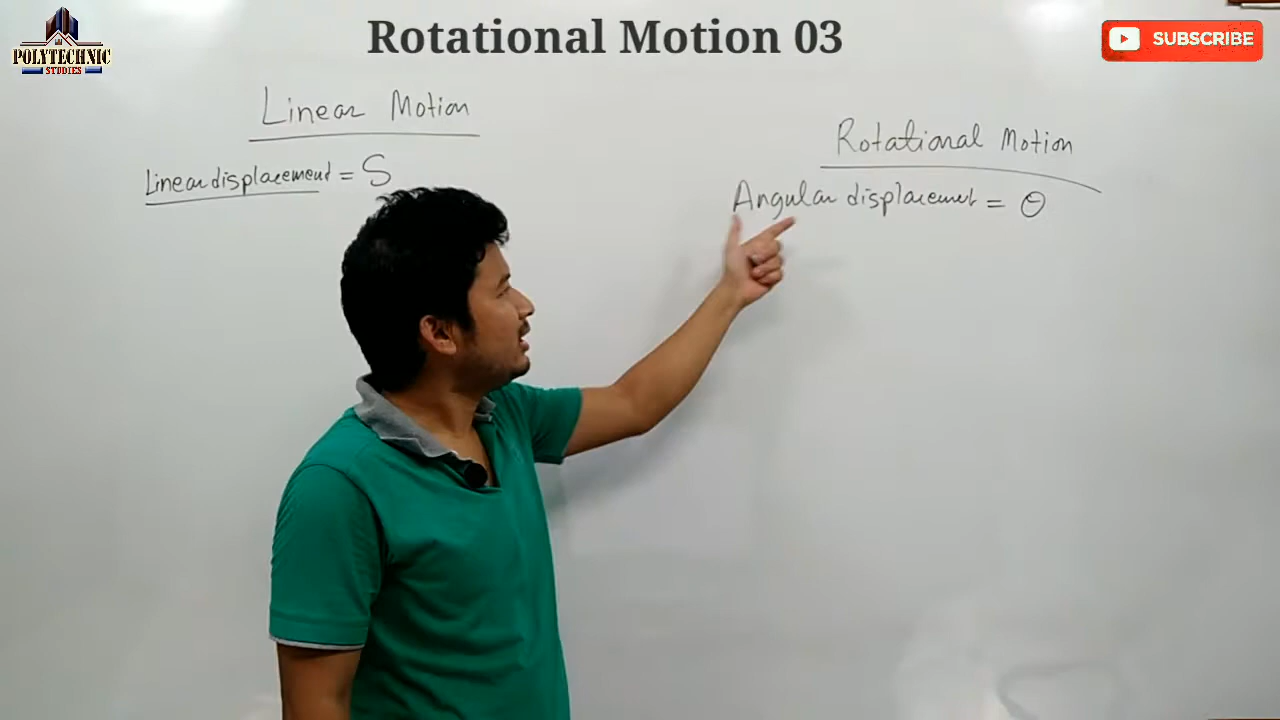 Rotational Motion 03
POLYTECHNIC
STUDIES
SUBSCRIBE
Linear Motion
Linear displacement = S
Rotational Motion
Angular displacement = θ